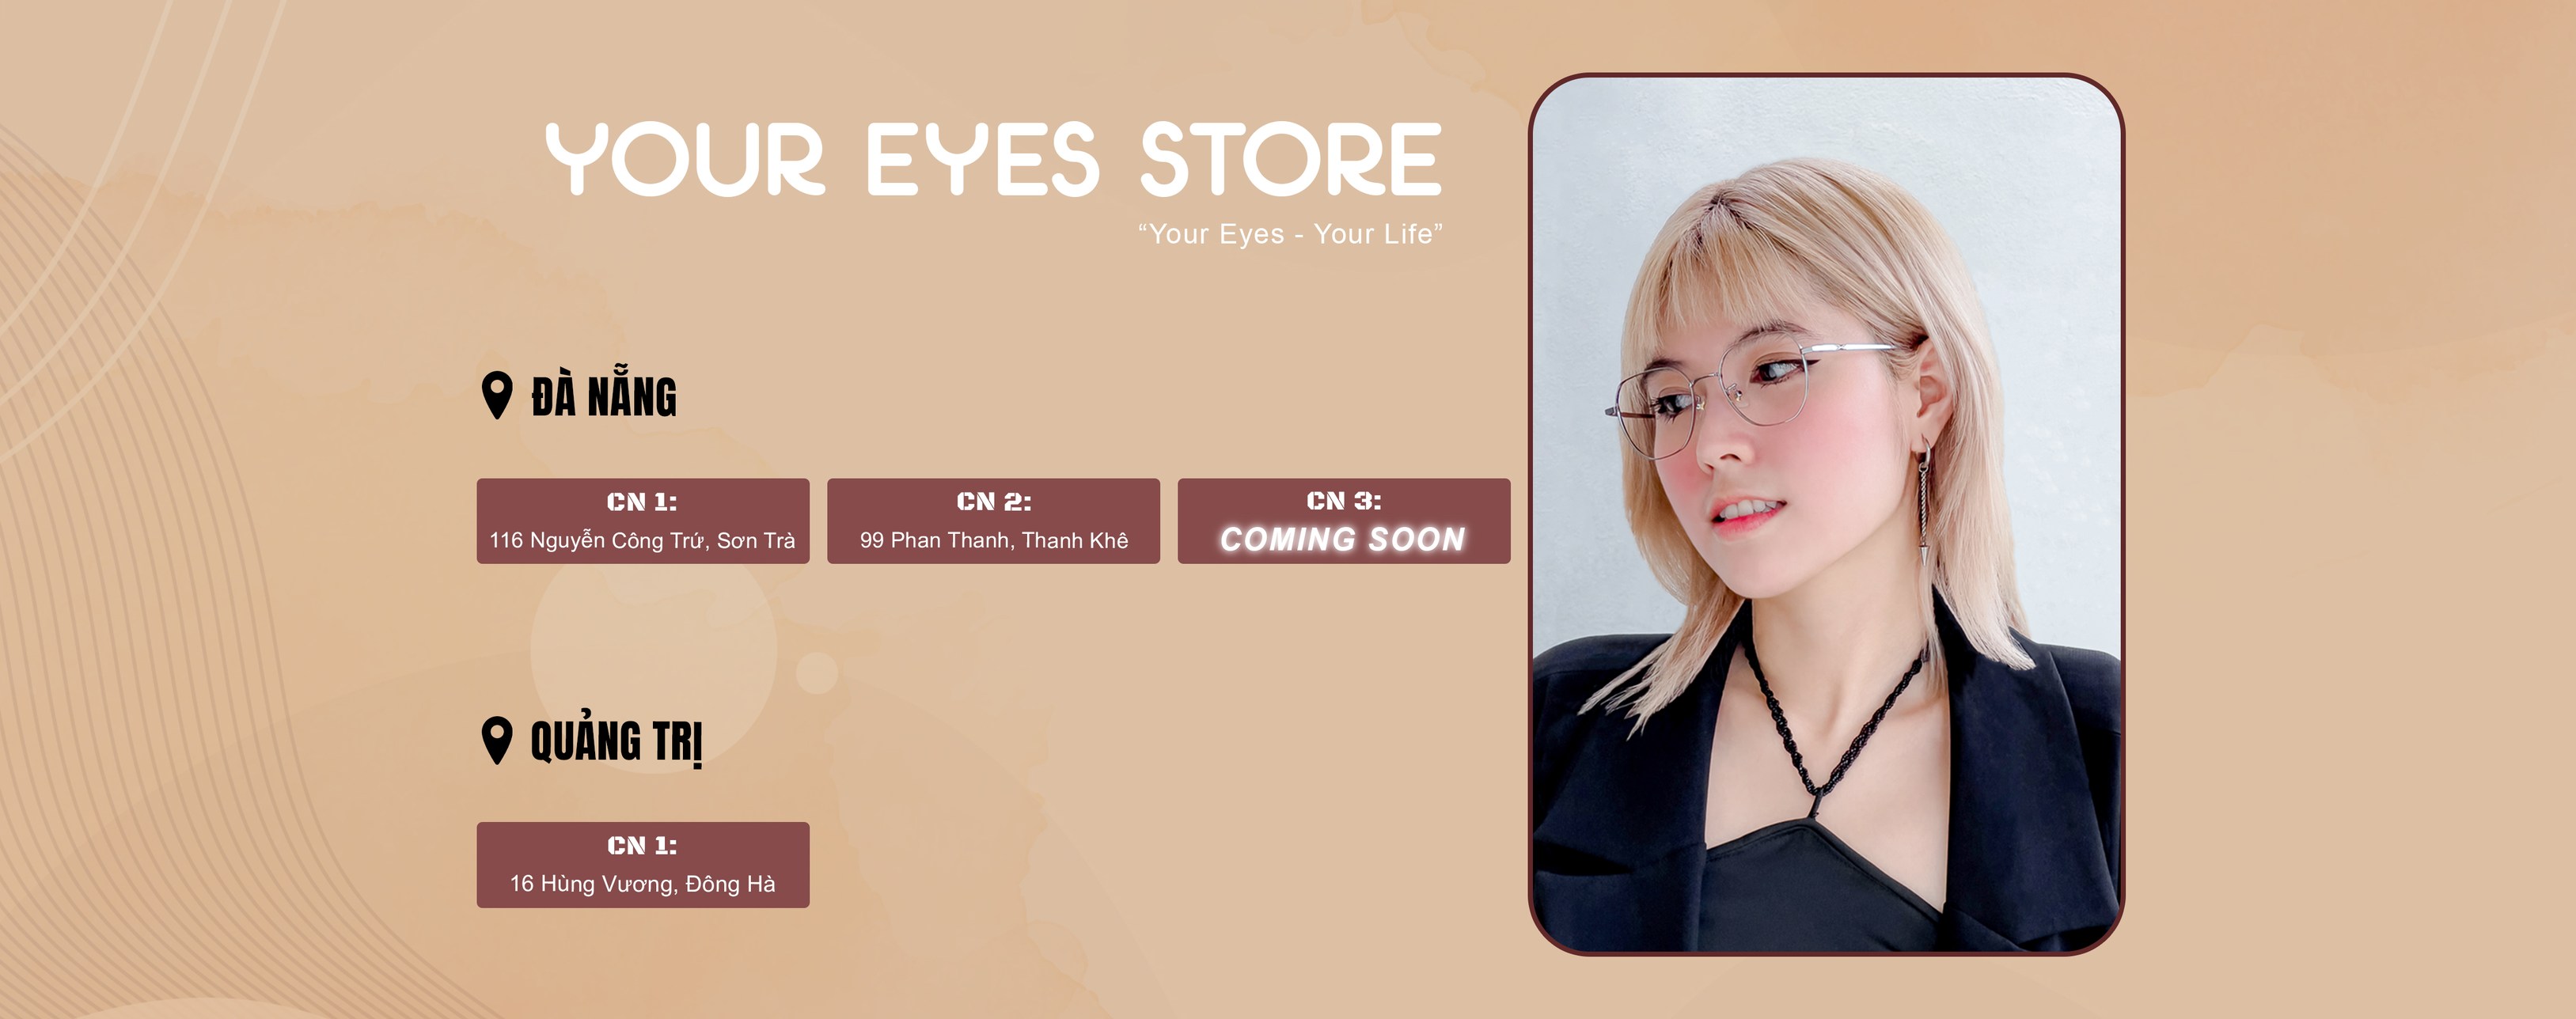 YOUR EYES STORE
“Your Eyes - Your Life”
ĐÀ NẴNG
CN 1:
116 Nguyễn Công Trứ, Sơn Trà
CN 2:
99 Phan Thanh, Thanh Khê
CN 3:
COMING SOON
QUẢNG TRỊ
CN 1:
16 Hùng Vương, Đông Hà